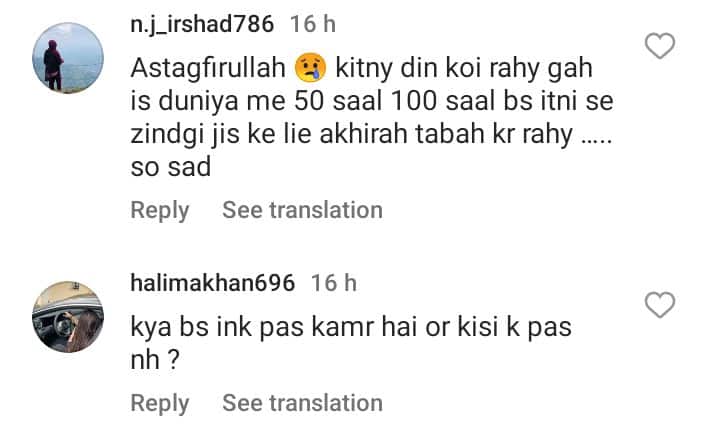 n.j_irshad786 16 h
Astagfirullah 😢 kitny din koi rahy gah
is duniya me 50 saal 100 saal bs itni se
zindgi jis ke lie akhirah tabah kr rahy .....
so sad
Reply See translation
halimakhan696 16 h
kya bs ink pas kamr hai or kisi k pas
nh ?
Reply See translation